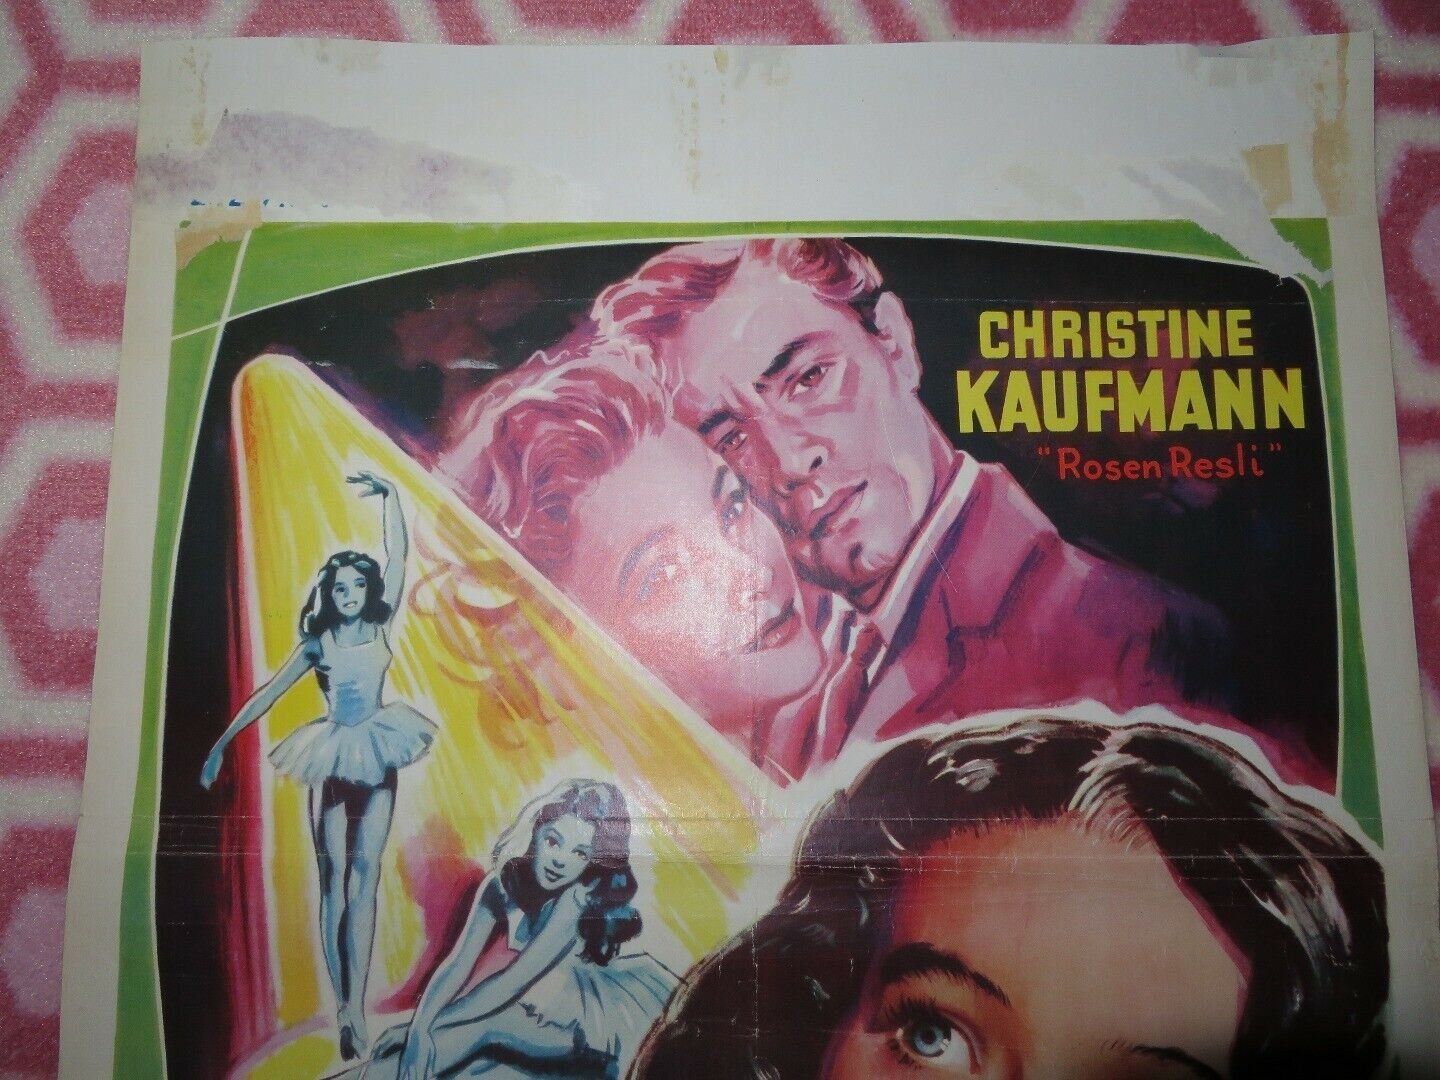 CHRISTINE
KAUFMANN
"Rosen Resli"